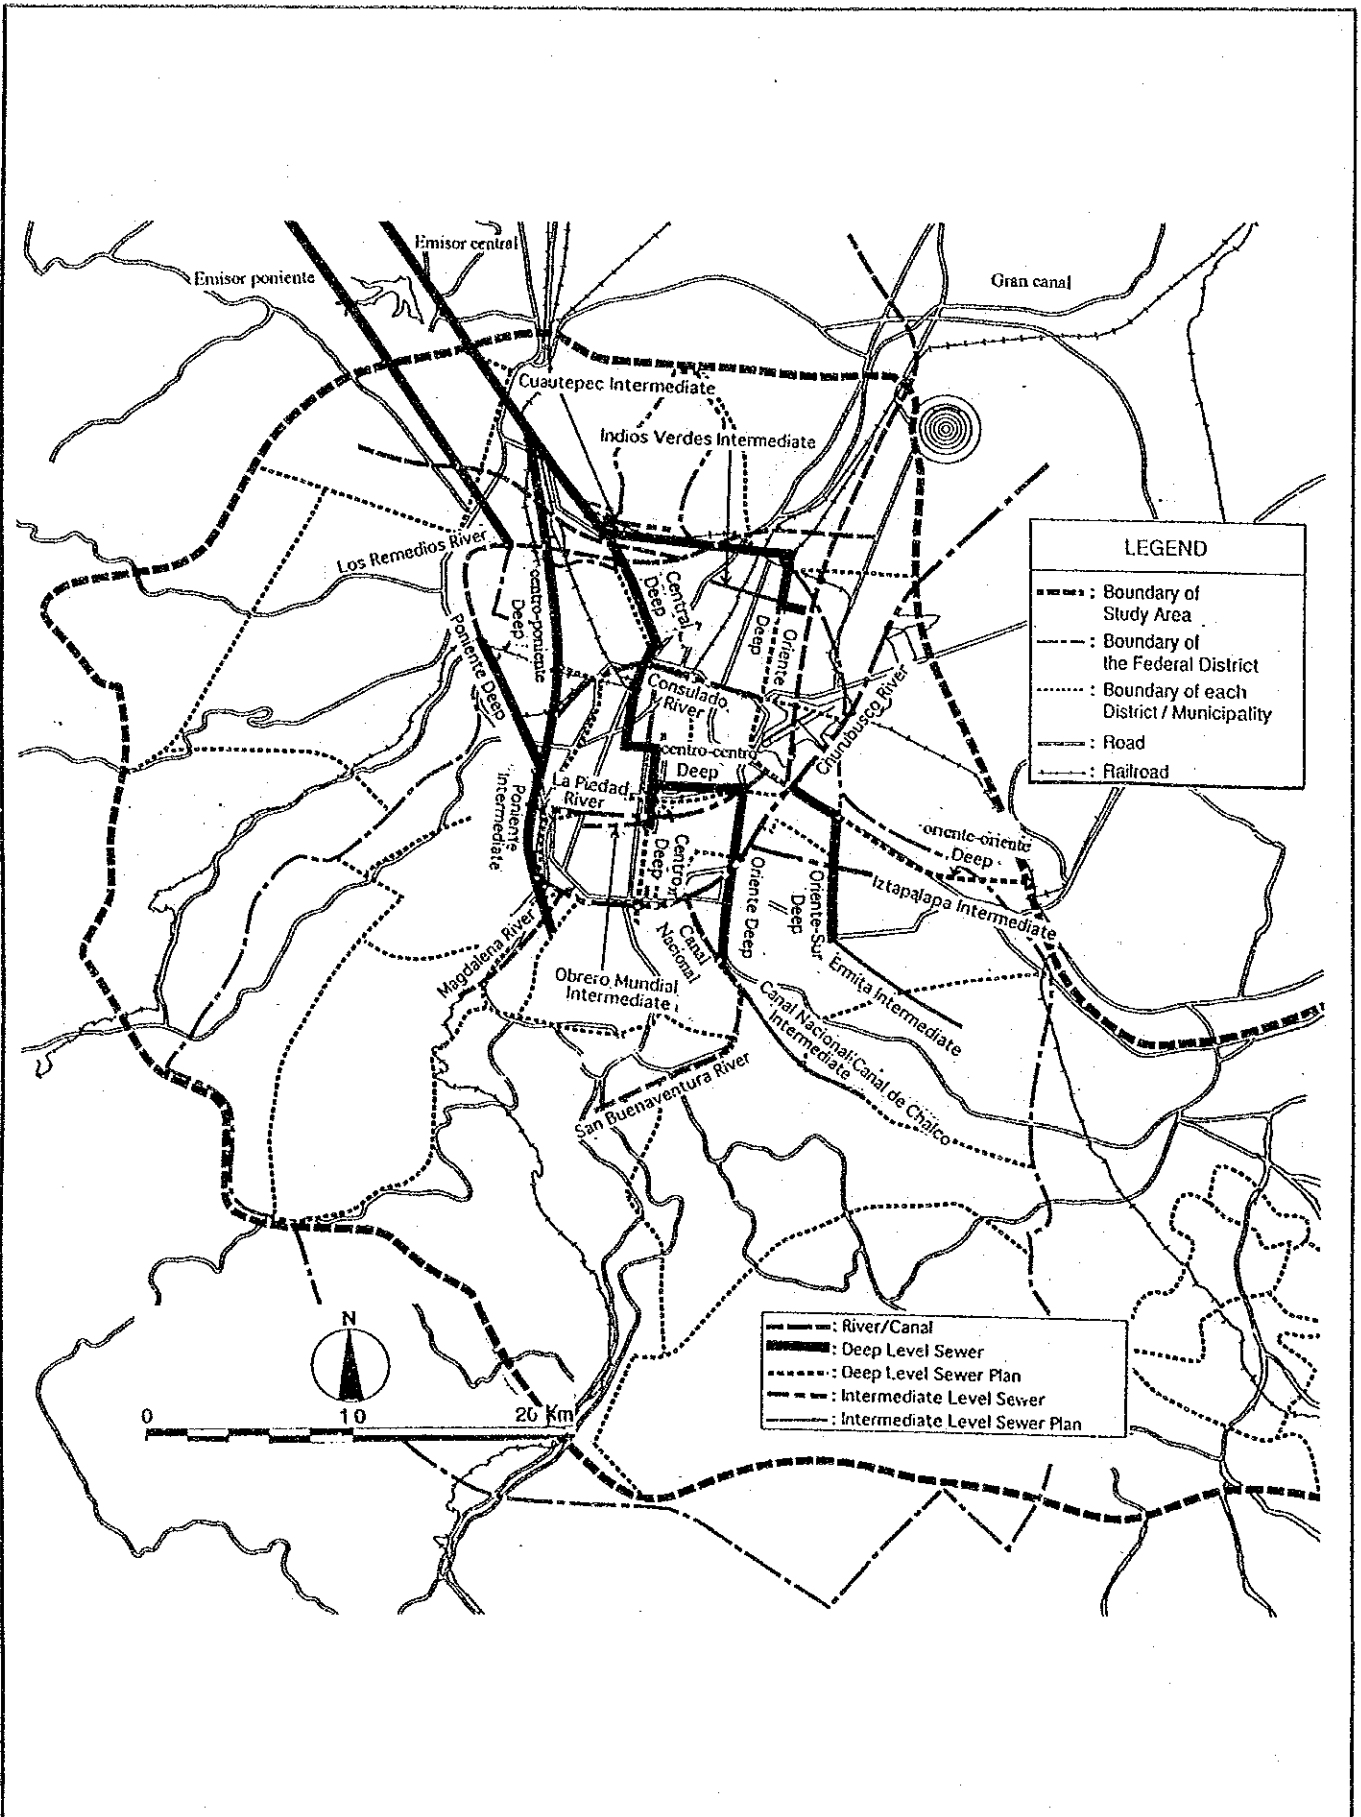 Emisor central
Emisor poniente
Gran canal
Cuautepec Intermediate
Indios Verdes Intermediate
LEGEND
: Boundary of
Study Area
: Boundary of
the Federal District
: Boundary of each
District / Municipality
: Road
: Railroad
Los Remedios River
centro-poniente
Deep
Central
Deep
Oriente
Deep
Poniente Deep
Consulado
River
Churubusco River
centro-centro
Deep
La Piedad
River
Poniente
Intermediate
oriente-oriente
Deep
Centro
Deep
Oriente Deep
Oriente-Sur
Deep
Iztapalapa Intermediate
Magdalena River
Canal
Nacional
Obrero Mundial
Intermediate
Ermita Intermediate
Canal Nacional/Canal de Chalco
Intermediate
San Buenaventura River
N
0 10 20 Km
: River/Canal
: Deep Level Sewer
: Deep Level Sewer Plan
: Intermediate Level Sewer
: Intermediate Level Sewer Plan